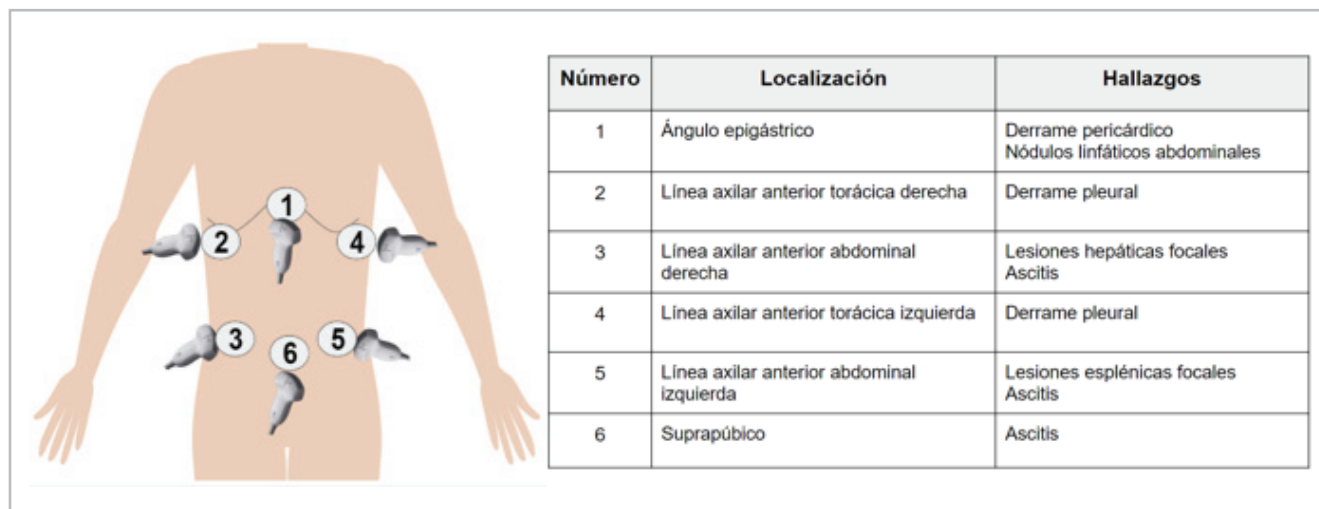 1
2
4
3
5
6
Número Localización Hallazgos
1 Ángulo epigástrico Derrame pericárdico
Nódulos linfáticos abdominales
2 Línea axilar anterior torácica derecha Derrame pleural
3 Línea axilar anterior abdominal Lesiones hepáticas focales
derecha Ascitis
4 Línea axilar anterior torácica izquierda Derrame pleural
5 Línea axilar anterior abdominal Lesiones esplénicas focales
izquierda Ascitis
6 Suprapúbico Ascitis